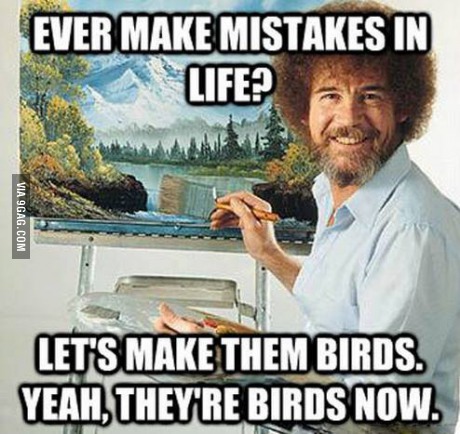 EVER MAKE MISTAKES IN
LIFE?
VIA 9GAG.COM
LET'S MAKE THEM BIRDS.
YEAH, THEY'RE BIRDS NOW.